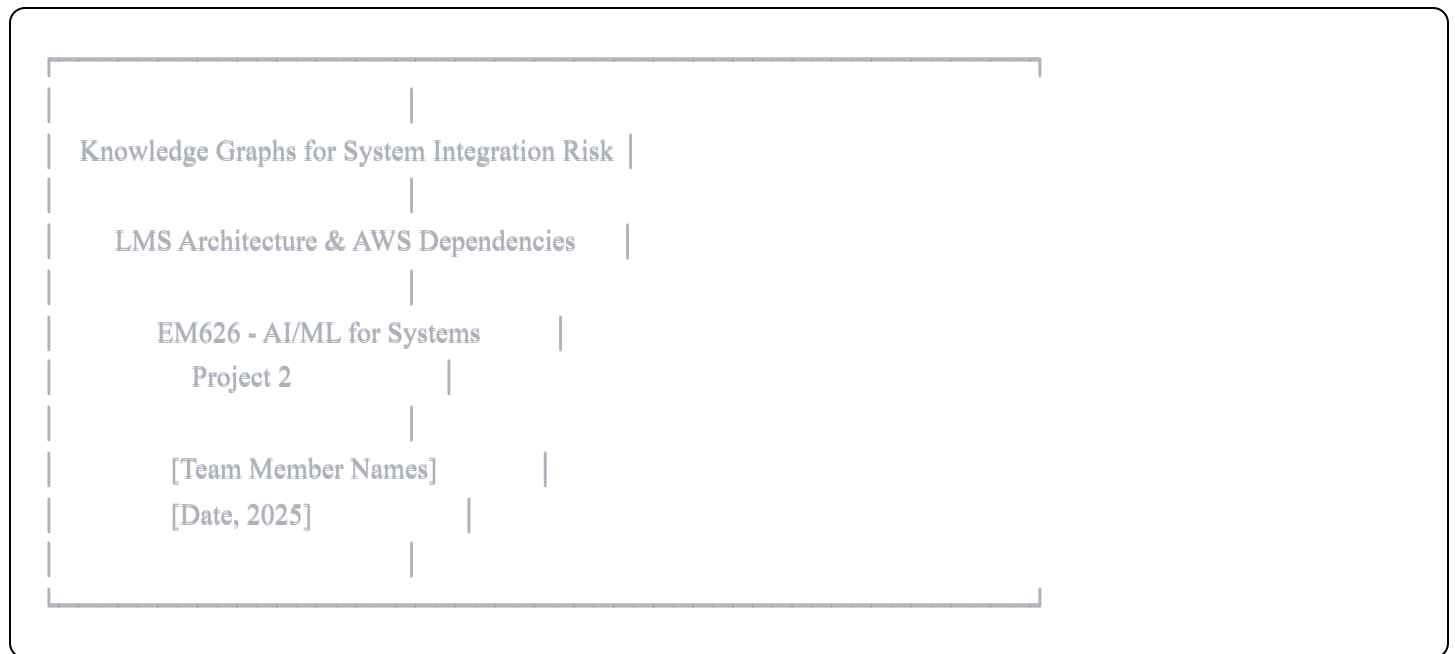 Knowledge Graphs for System Integration Risk
LMS Architecture & AWS Dependencies
EM626 - AI/ML for Systems
Project 2
[Team Member Names]
[Date, 2025]